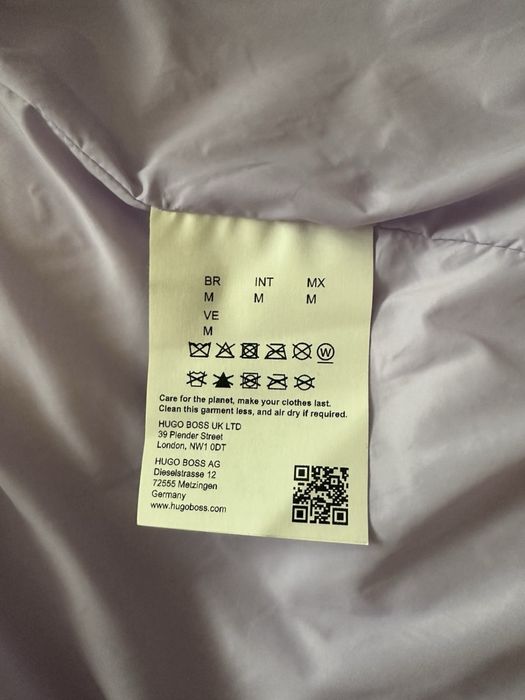 BR INT MX
M M M
VE
M
W
Care for the planet, make your clothes last.
Clean this garment less, and air dry if required.
HUGO BOSS UK LTD
39 Plender Street
London, NW1 0DT
HUGO BOSS AG
Dieselstrasse 12
72555 Metzingen
Germany
www.hugoboss.com